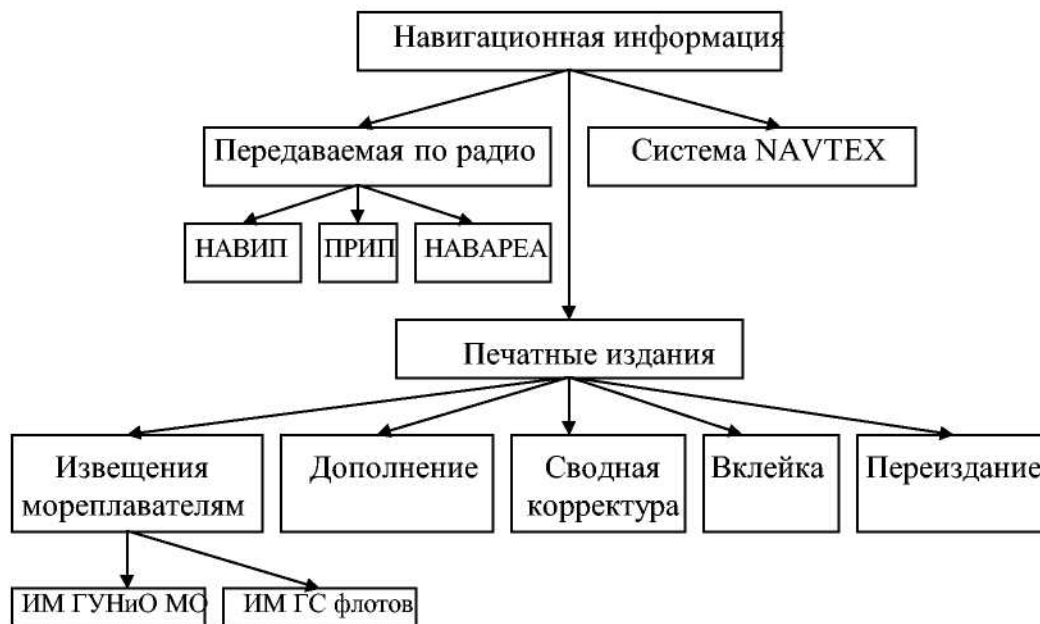 Навигационная информация
Передаваемая по радио
Система NAVTEX
НАВИП
ПРИП
НАВАРЕА
Печатные издания
Извещения
мореплавателям
Дополнение
Сводная
корректура
Вклейка
Переиздание
ИМ ГУНиО МО
ИМ ГС флотов